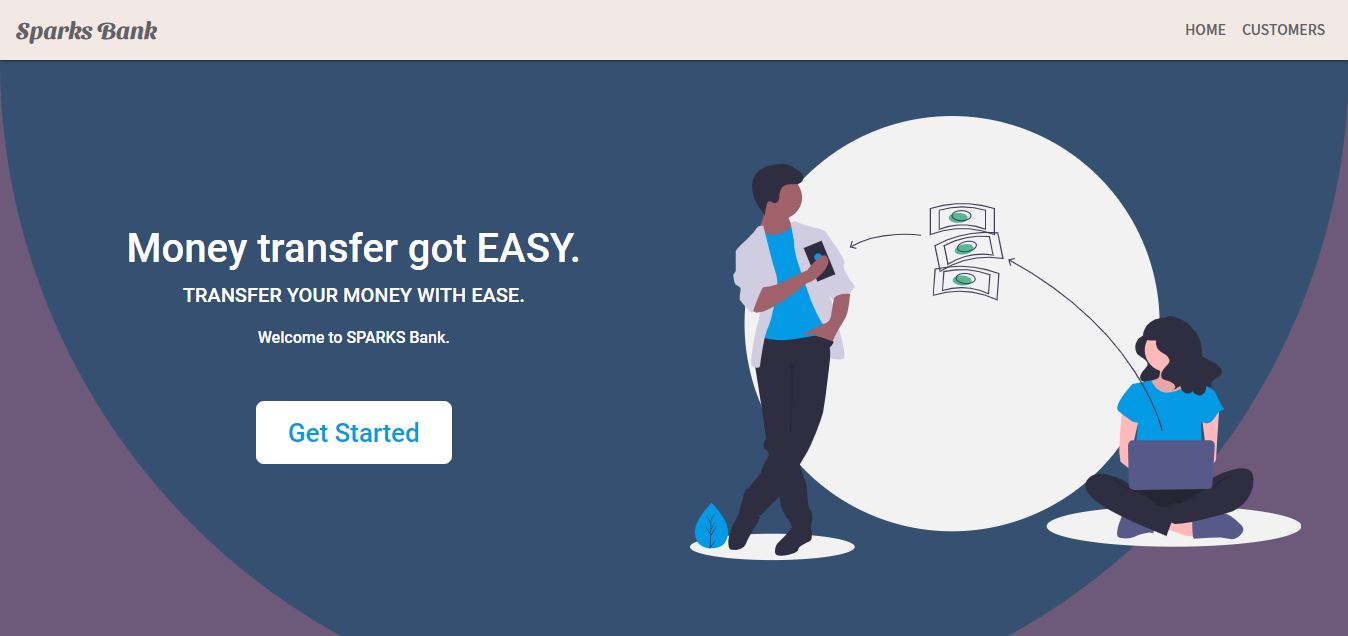 Sparks Bank
HOME CUSTOMERS
Money transfer got EASY.
TRANSFER YOUR MONEY WITH EASE.
Welcome to SPARKS Bank.
Get Started